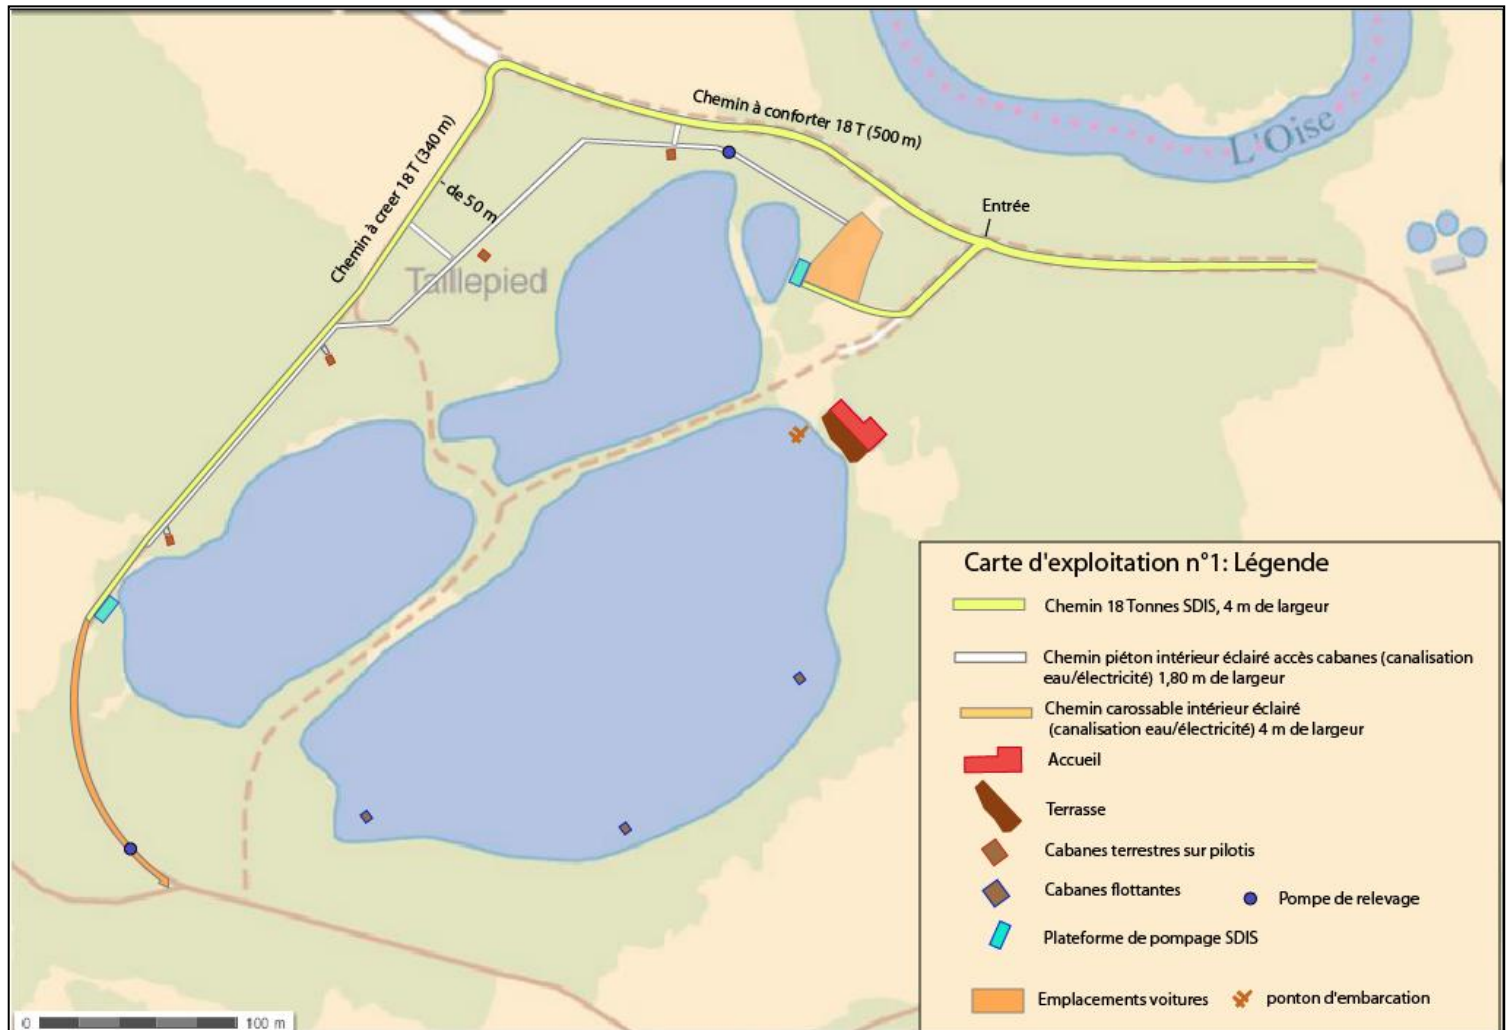 Chemin à conforter 18 T (500 m)
L'Oise
Chemin à creer 18 T (340 m)
- de 50 m
Entrée
Taillepied
Carte d'exploitation n°1: Légende
Chemin 18 Tonnes SDIS, 4 m de largeur
Chemin piéton intérieur éclairé accès cabanes (canalisation
eau/électricité) 1,80 m de largeur
Chemin carossable intérieur éclairé
(canalisation eau/électricité) 4 m de largeur
Accueil
Terrasse
Cabanes terrestres sur pilotis
Cabanes flottantes
Pompe de relevage
Plateforme de pompage SDIS
Emplacements voitures
ponton d'embarcation
0 100 m